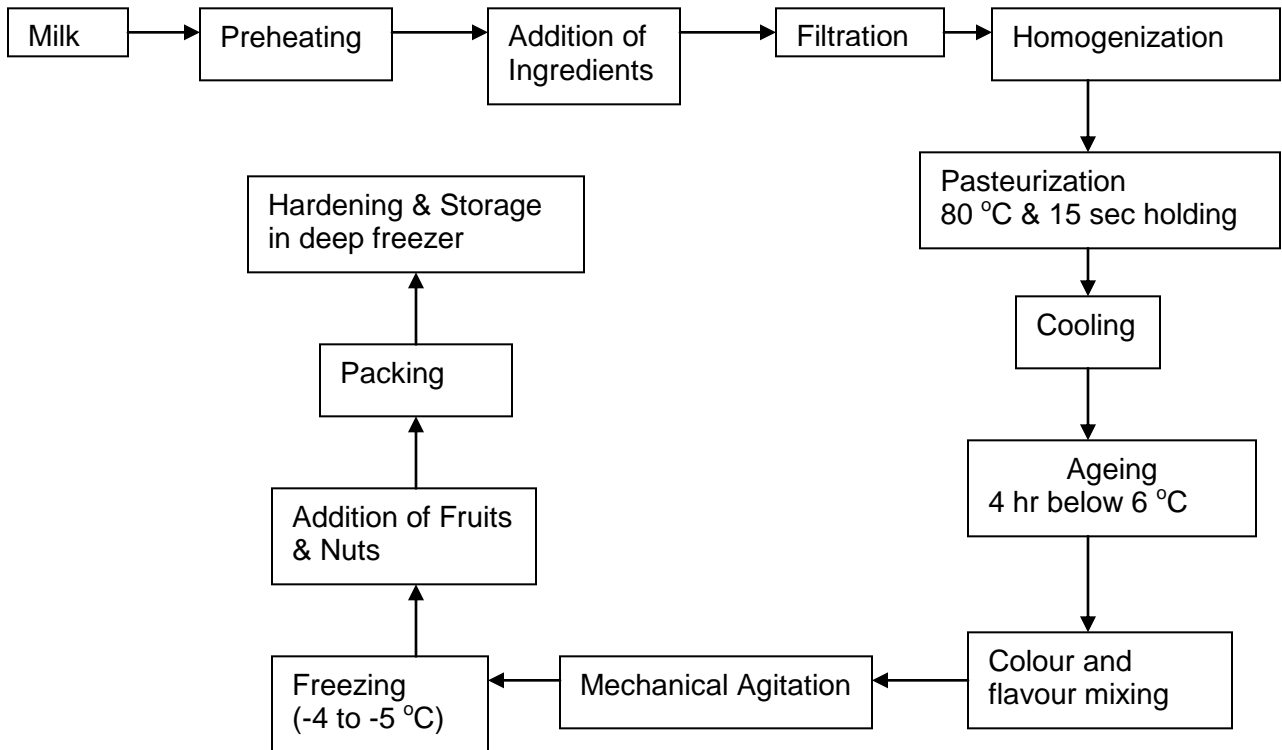 Milk
Preheating
Addition of
Ingredients
Filtration
Homogenization
Pasteurization
80 °C & 15 sec holding
Cooling
Ageing
4 hr below 6 °C
Colour and
flavour mixing
Mechanical Agitation
Freezing
(-4 to -5 °C)
Addition of Fruits
& Nuts
Packing
Hardening & Storage
in deep freezer